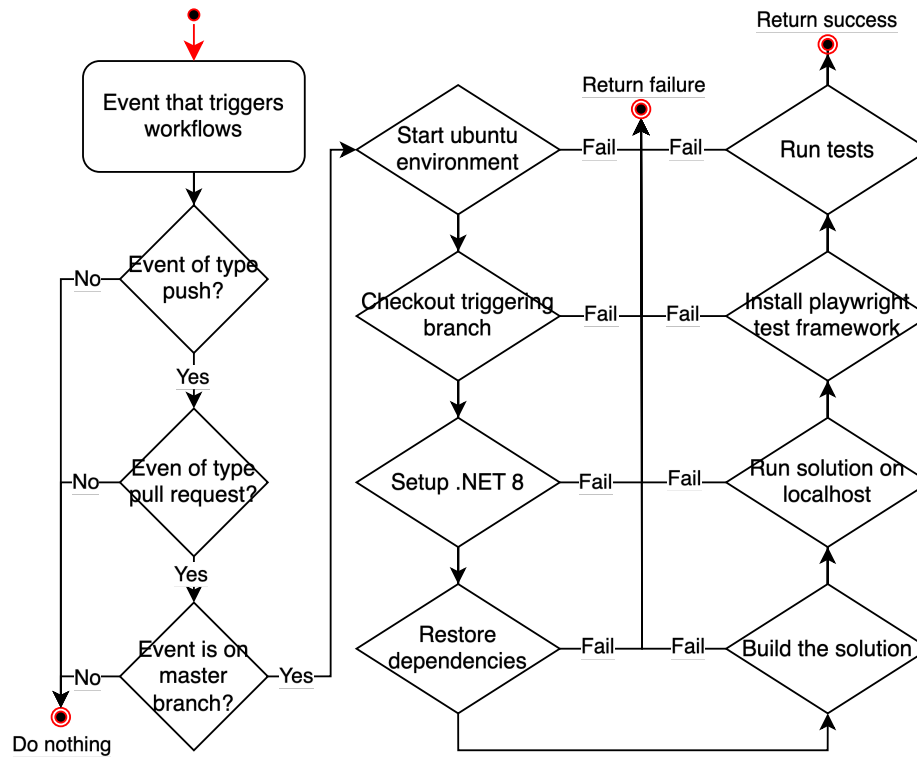 Event that triggers
workflows
Event of type
push?
No
Yes
Even of type
pull request?
No
Yes
Event is on
master
branch?
No
Yes
Do nothing
Start ubuntu
environment
Fail
Checkout triggering
branch
Fail
Setup .NET 8
Fail
Restore
dependencies
Fail
Return failure
Build the solution
Fail
Run solution on
localhost
Fail
Install playwright
test framework
Fail
Run tests
Fail
Return success